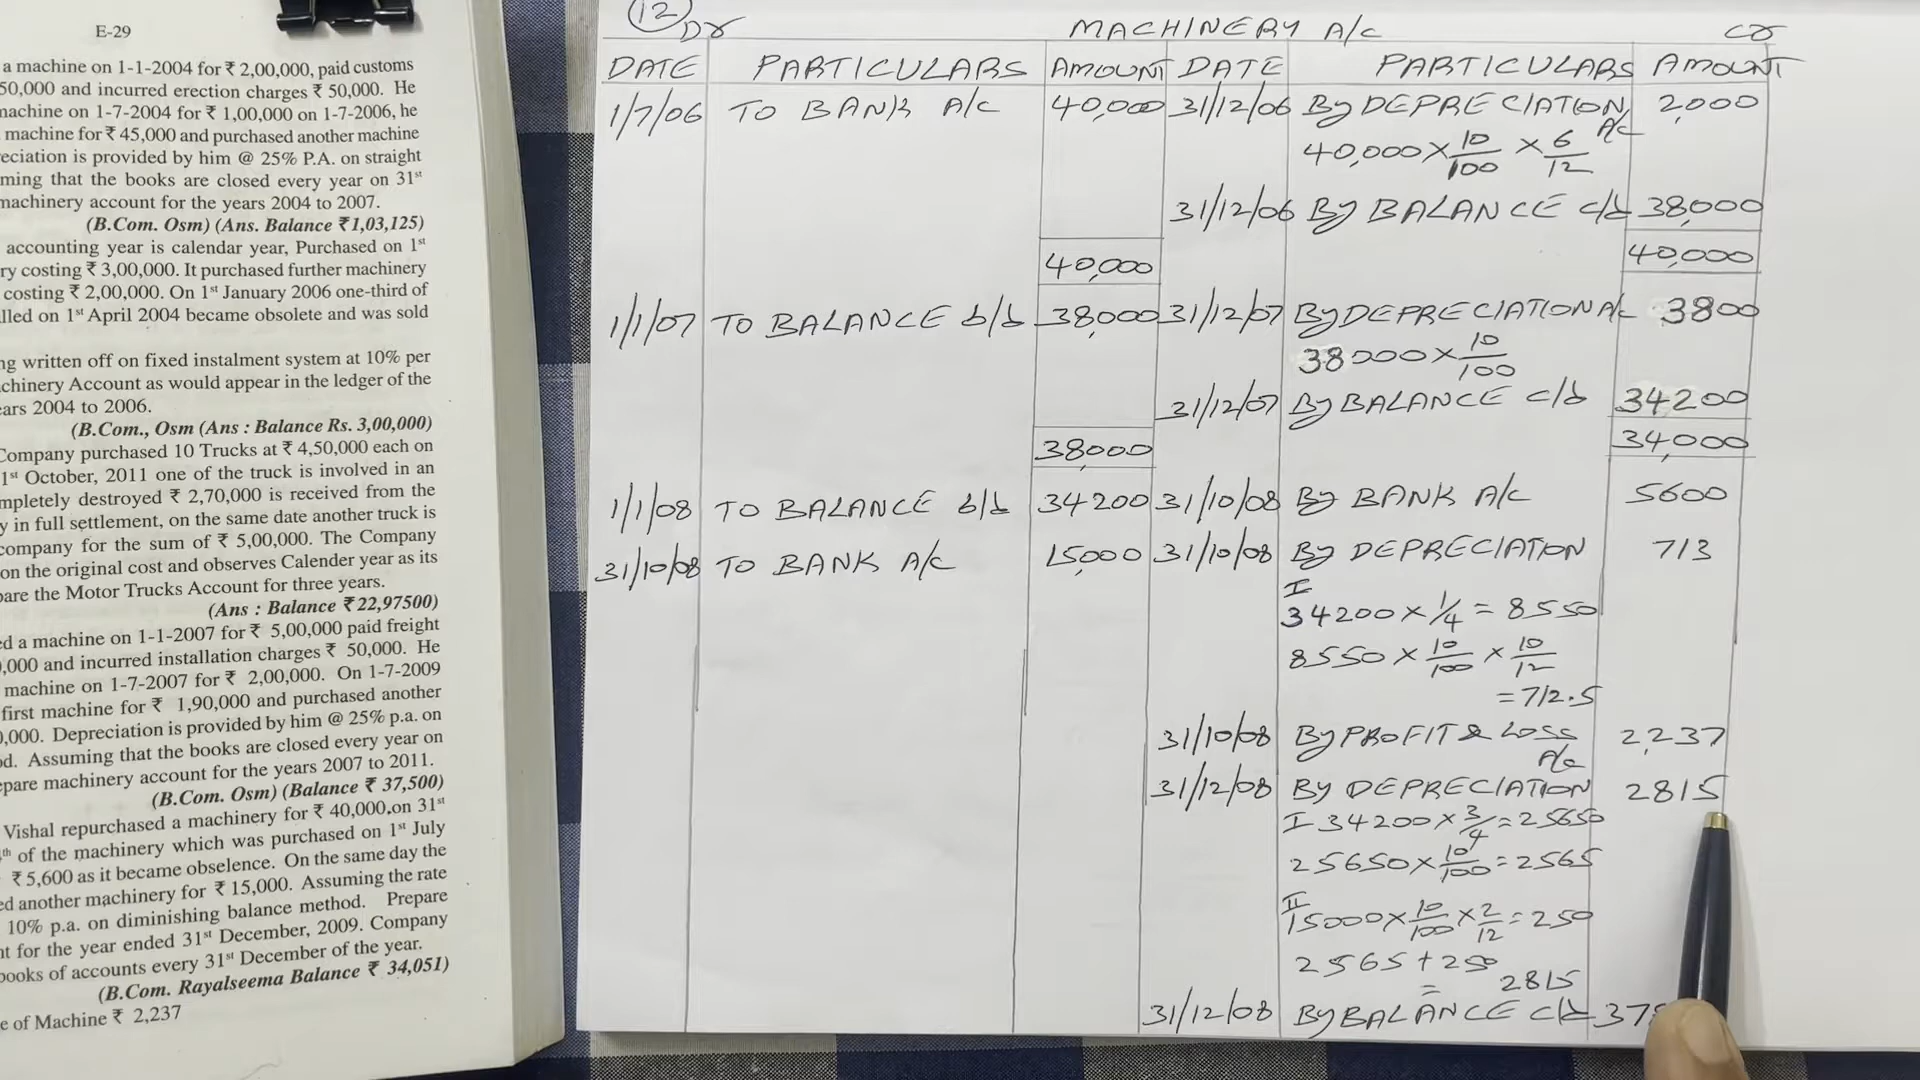 E-29
a machine on 1-1-2004 for ₹ 2,00,000, paid customs
50,000 and incurred erection charges ₹ 50,000. He
machine on 1-7-2004 for ₹ 1,00,000 on 1-7-2006, he
machine for ₹ 45,000 and purchased another machine
eciation is provided by him @ 25% P.A. on straight
ming that the books are closed every year on 31st
machinery account for the years 2004 to 2007.
(B.Com. Osm) (Ans. Balance ₹1,03,125)
accounting year is calendar year, Purchased on 1st
ry costing ₹ 3,00,000. It purchased further machinery
costing ₹ 2,00,000. On 1st January 2006 one-third of
lled on 1st April 2004 became obsolete and was sold
ng written off on fixed instalment system at 10% per
chinery Account as would appear in the ledger of the
ears 2004 to 2006.
(B.Com., Osm (Ans : Balance Rs. 3,00,000)
Company purchased 10 Trucks at ₹ 4,50,000 each on
1st October, 2011 one of the truck is involved in an
mpletely destroyed ₹ 2,70,000 is received from the
y in full settlement, on the same date another truck is
company for the sum of ₹ 5,00,000. The Company
on the original cost and observes Calender year as its
pare the Motor Trucks Account for three years.
(Ans : Balance ₹ 22,97500)
ed a machine on 1-1-2007 for ₹ 5,00,000 paid freight
0,000 and incurred installation charges ₹ 50,000. He
machine on 1-7-2007 for ₹ 2,00,000. On 1-7-2009
first machine for ₹ 1,90,000 and purchased another
0,000. Depreciation is provided by him @ 25% p.a. on
od. Assuming that the books are closed every year on
epare machinery account for the years 2007 to 2011.
(B.Com. Osm) (Balance ₹ 37,500)
Vishal repurchased a machinery for ₹ 40,000.on 31st
th of the machinery which was purchased on 1st July
₹ 5,600 as it became obselence. On the same day the
ed another machinery for ₹ 15,000. Assuming the rate
10% p.a. on diminishing balance method. Prepare
nt for the year ended 31st December, 2009. Company
books of accounts every 31st December of the year.
(B.Com. Rayalseema Balance ₹ 34,051)
e of Machine ₹ 2,237
12 Dr MACHINERY A/c Cr
DATE PARTICULARS AMOUNT DATE PARTICULARS AMOUNT
1/7/06 TO BANK A/c 40,000 31/12/06 By DEPRECIATION A/c 2,000
40,000 × 10/100 × 6/12
31/12/06 By BALANCE c/d 38,000
40,000 40,000
1/1/07 TO BALANCE b/d 38,000 31/12/07 By DEPRECIATION A/c 3800
38000 × 10/100
31/12/07 By BALANCE c/d 34200
38,000 34,000
1/1/08 TO BALANCE b/d 34200 31/10/08 By BANK A/c 5600
31/10/08 TO BANK A/c 15,000 31/10/08 By DEPRECIATION 713
I
34200 × 1/4 = 8550
8550 × 10/100 × 10/12
= 712.5
31/10/08 By PROFIT & LOSS A/c 2,237
31/12/08 By DEPRECIATION 2815
I 34200 × 3/4 = 25650
25650 × 10/100 = 2565
II
15000 × 10/100 × 2/12 = 250
2565 + 250
= 2815
31/12/08 By BALANCE c/d